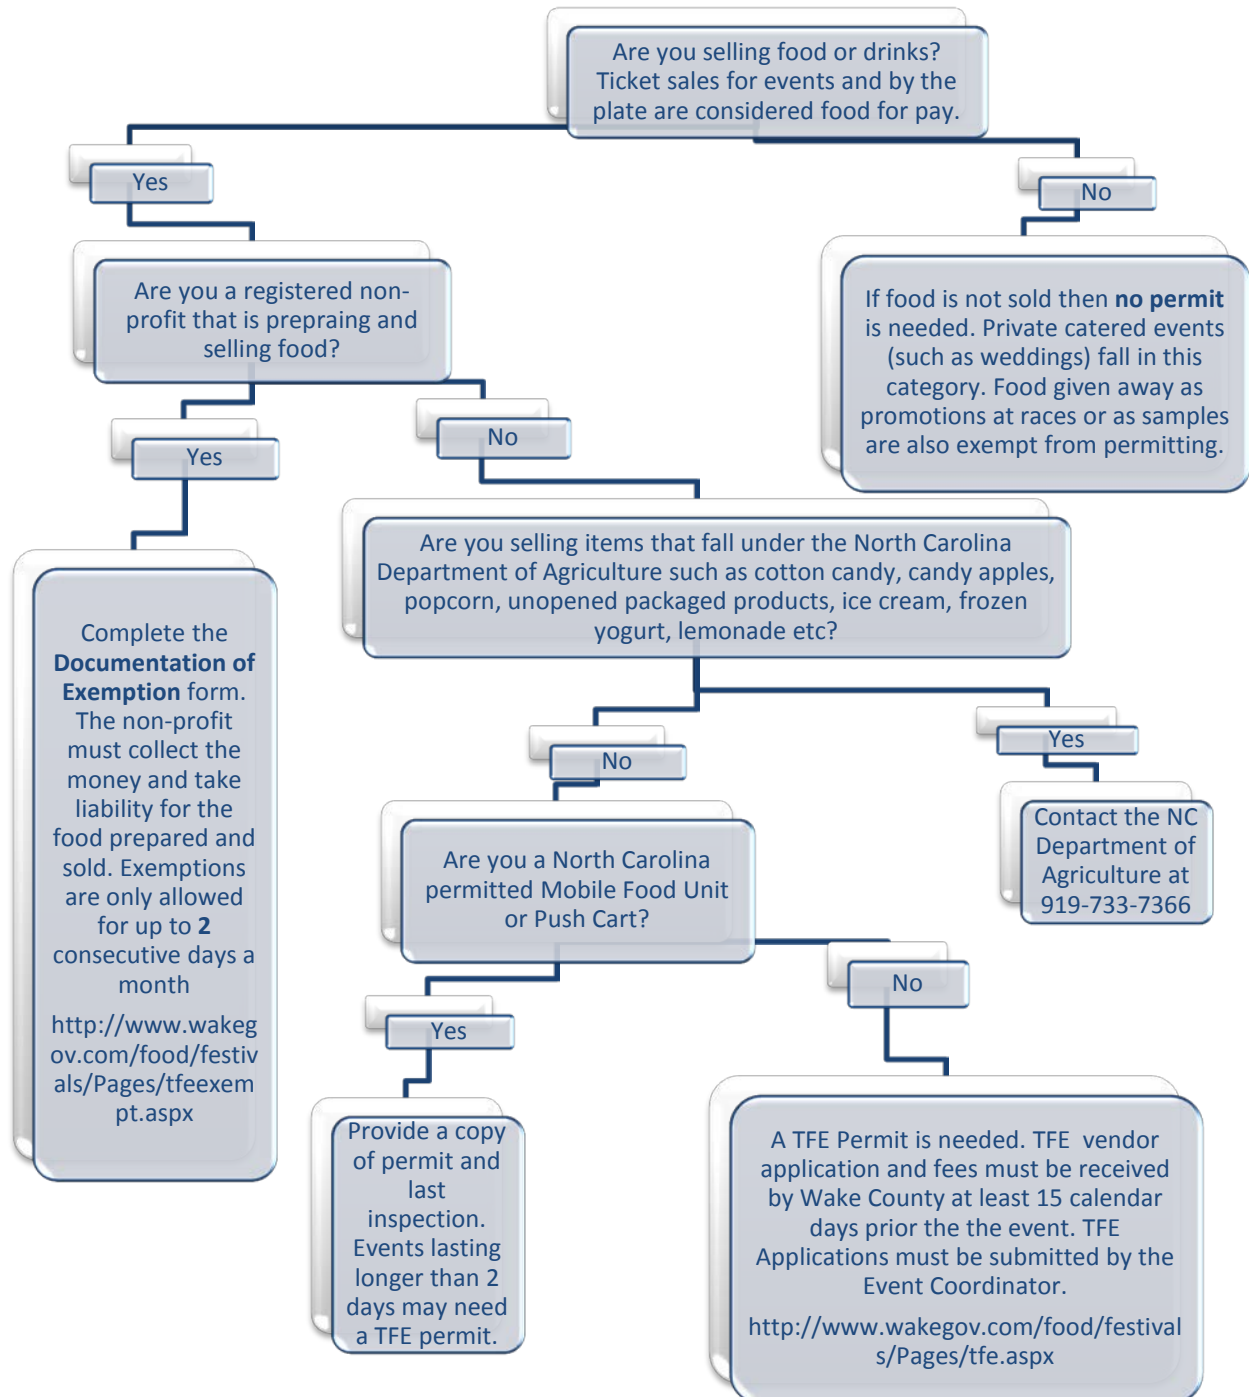 Are you selling food or drinks?
Ticket sales for events and by the
plate are considered food for pay.
Yes
No
Are you a registered non-
profit that is prepraing and
selling food?
If food is not sold then no permit
is needed. Private catered events
(such as weddings) fall in this
category. Food given away as
promotions at races or as samples
are also exempt from permitting.
Yes
No
Complete the
Documentation of
Exemption form.
The non-profit
must collect the
money and take
liability for the
food prepared and
sold. Exemptions
are only allowed
for up to 2
consecutive days a
month
http://www.wakeg
ov.com/food/festiv
als/Pages/tfeexem
pt.aspx
Are you selling items that fall under the North Carolina
Department of Agriculture such as cotton candy, candy apples,
popcorn, unopened packaged products, ice cream, frozen
yogurt, lemonade etc?
No
Yes
Are you a North Carolina
permitted Mobile Food Unit
or Push Cart?
Contact the NC
Department of
Agriculture at
919-733-7366
Yes
No
Provide a copy
of permit and
last
inspection.
Events lasting
longer than 2
days may need
a TFE permit.
A TFE Permit is needed. TFE  vendor
application and fees must be received
by Wake County at least 15 calendar
days prior the the event. TFE
Applications must be submitted by the
Event Coordinator.
http://www.wakegov.com/food/festival
s/Pages/tfe.aspx